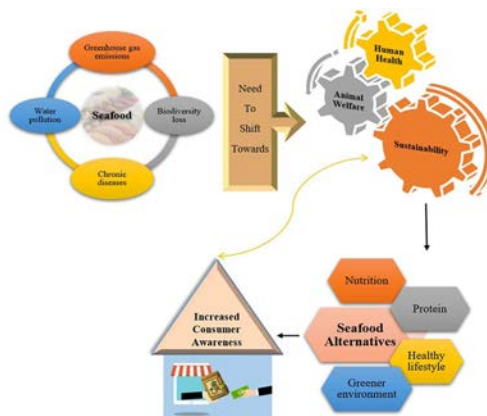 Greenhouse gas
emissions
Water
pollution
Seafood
Biodiversity
loss
Chronic
diseases
Need
To
Shift
Towards
Human
Health
Animal
Welfare
Sustainability
Nutrition
Protein
Seafood
Alternatives
Healthy
lifestyle
Greener
environment
Increased
Consumer
Awareness